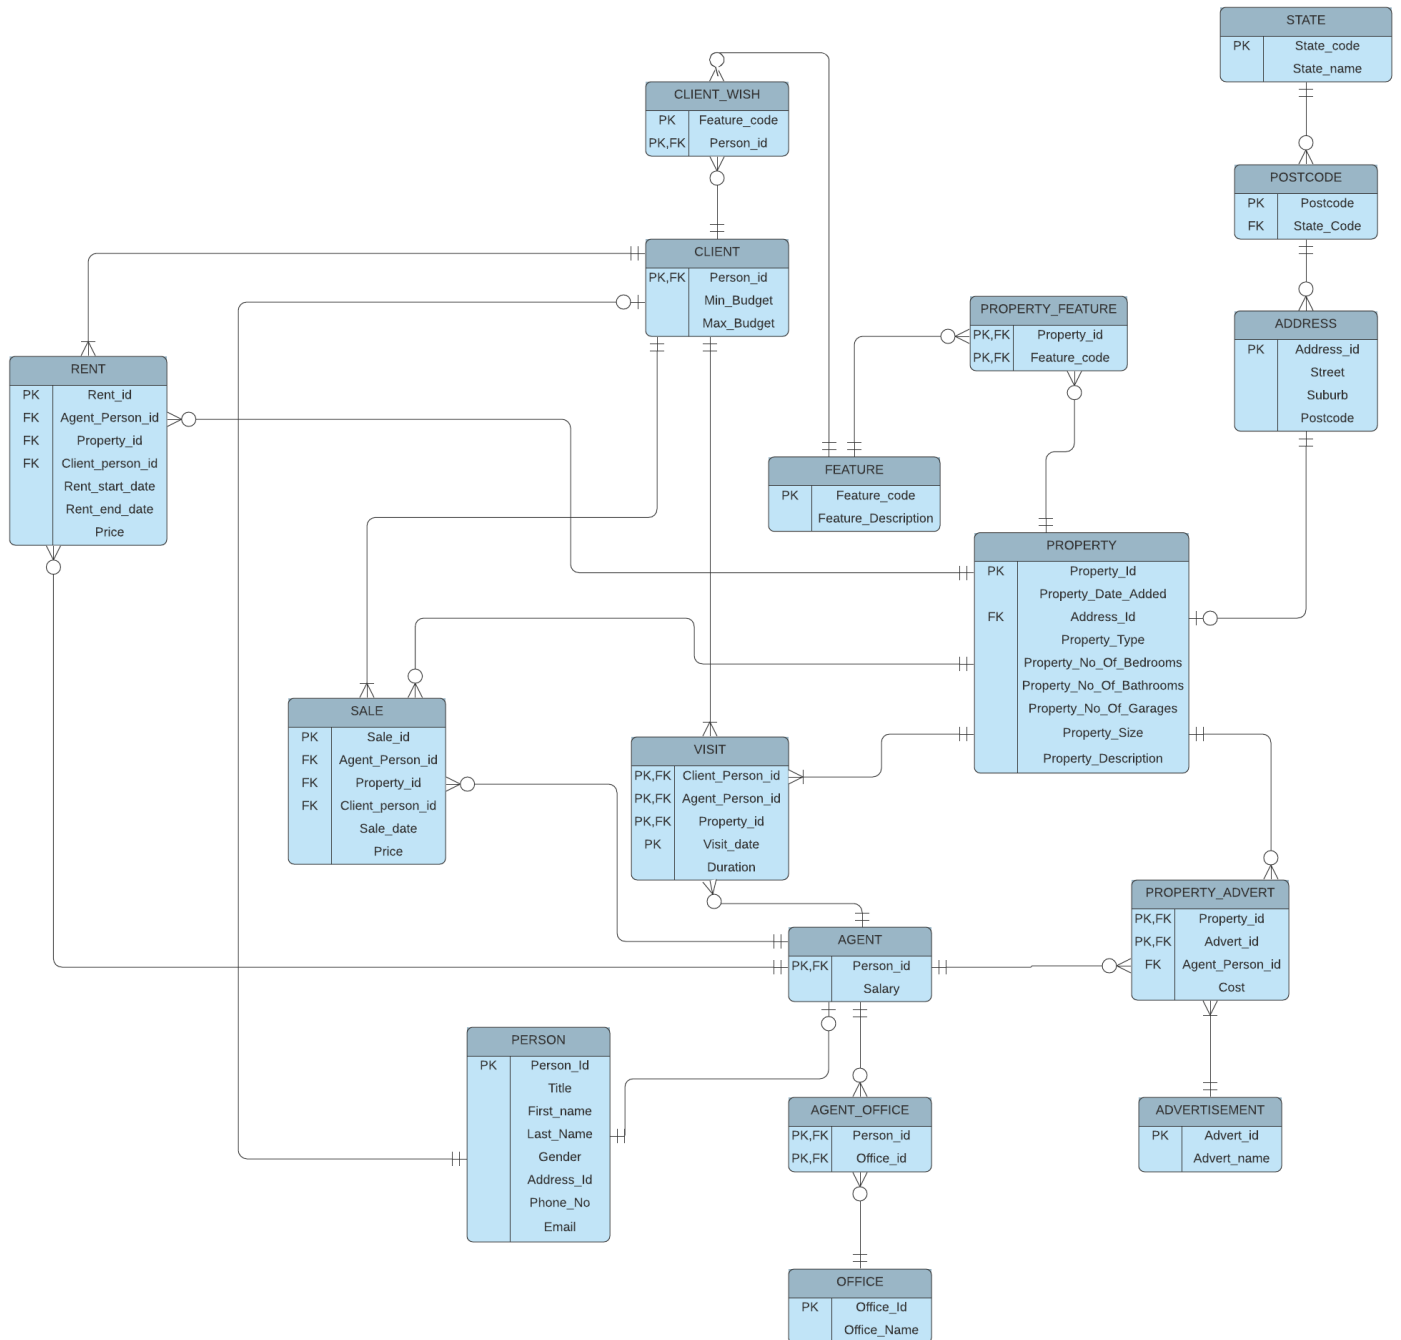 STATE
PK State_code
State_name
CLIENT_WISH
PK Feature_code
PK,FK Person_id
POSTCODE
PK Postcode
FK State_Code
CLIENT
PK,FK Person_id
Min_Budget
Max_Budget
PROPERTY_FEATURE
PK,FK Property_id
PK,FK Feature_code
ADDRESS
PK Address_id
Street
Suburb
Postcode
RENT
PK Rent_id
FK Agent_Person_id
FK Property_id
FK Client_person_id
Rent_start_date
Rent_end_date
Price
FEATURE
PK Feature_code
Feature_Description
PROPERTY
PK Property_Id
Property_Date_Added
FK Address_Id
Property_Type
Property_No_Of_Bedrooms
Property_No_Of_Bathrooms
Property_No_Of_Garages
Property_Size
Property_Description
SALE
PK Sale_id
FK Agent_Person_id
FK Property_id
FK Client_person_id
Sale_date
Price
VISIT
PK,FK Client_Person_id
PK,FK Agent_Person_id
PK,FK Property_id
PK Visit_date
Duration
PROPERTY_ADVERT
PK,FK Property_id
PK,FK Advert_id
FK Agent_Person_id
Cost
AGENT
PK,FK Person_id
Salary
PERSON
PK Person_Id
Title
First_name
Last_Name
Gender
Address_Id
Phone_No
Email
AGENT_OFFICE
PK,FK Person_id
PK,FK Office_id
ADVERTISEMENT
PK Advert_id
Advert_name
OFFICE
PK Office_Id
Office_Name